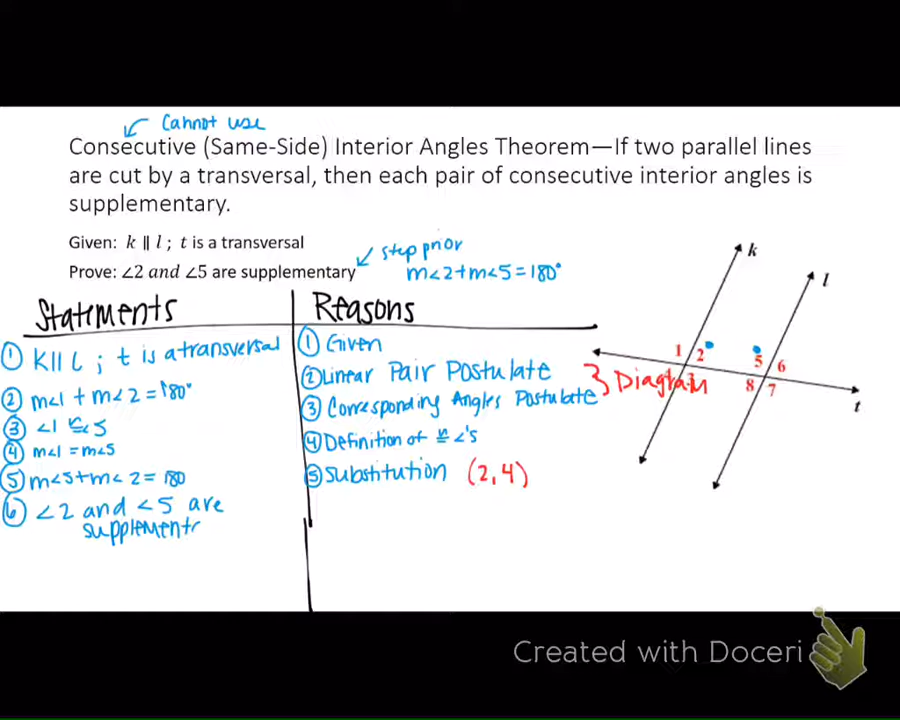 Cannot use
Consecutive (Same-Side) Interior Angles Theorem—If two parallel lines
are cut by a transversal, then each pair of consecutive interior angles is
supplementary.
Given: k ∥ l ; t is a transversal
Prove: ∠2 and ∠5 are supplementary
step prior
m∠2+m∠5=180°
Statements
Reasons
① K∥L ; t is a transversal
① Given
② m∠1 + m∠2 = 180°
② Linear Pair Postulate
③ ∠1 ≅ ∠5
③ Corresponding Angles Postulate
} Diagram
④ m∠1 = m∠5
④ Definition of ≅ ∠'s
⑤ m∠5+m∠2= 180
⑤ Substitution (2,4)
⑥ ∠2 and ∠5 are
supplementr
k
l
1 2
5 6
8 7
t
Created with Doceri